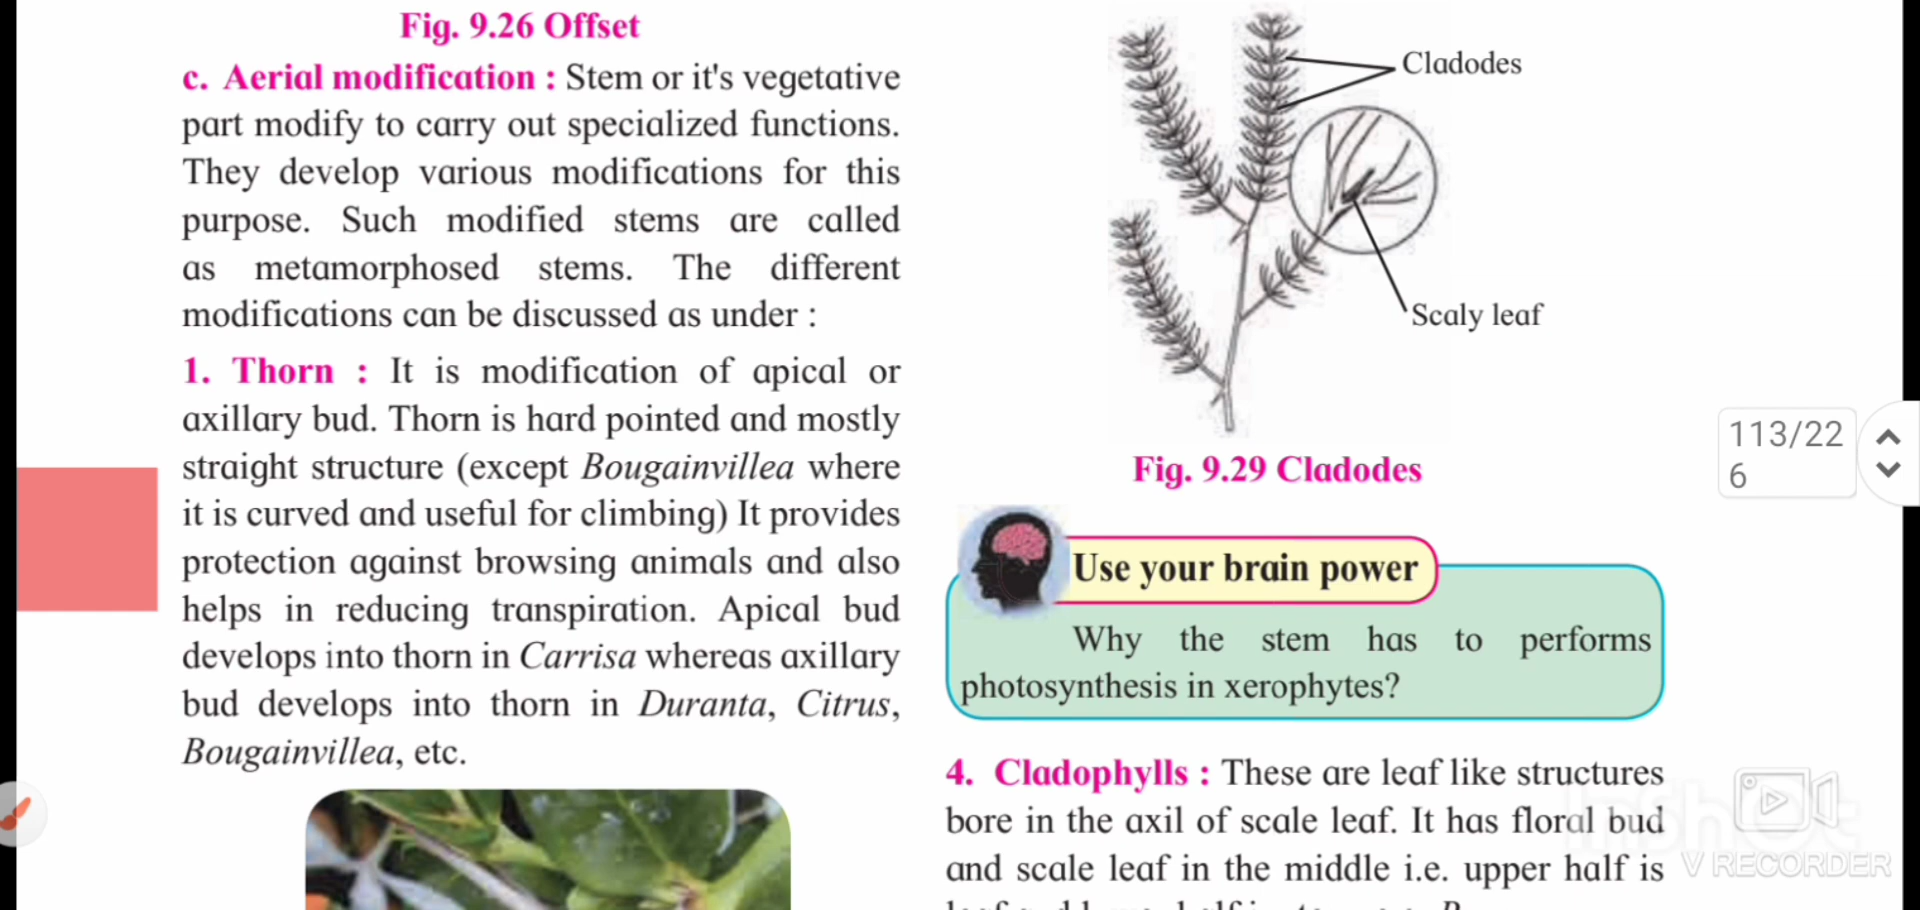 Fig. 9.26 Offset
c. Aerial modification : Stem or it's vegetative
part modify to carry out specialized functions.
They develop various modifications for this
purpose. Such modified stems are called
as metamorphosed stems. The different
modifications can be discussed as under :
1. Thorn : It is modification of apical or
axillary bud. Thorn is hard pointed and mostly
straight structure (except Bougainvillea where
it is curved and useful for climbing) It provides
protection against browsing animals and also
helps in reducing transpiration. Apical bud
develops into thorn in Carrisa whereas axillary
bud develops into thorn in Duranta, Citrus,
Bougainvillea, etc.
Cladodes
Scaly leaf
Fig. 9.29 Cladodes
Use your brain power
Why the stem has to performs
photosynthesis in xerophytes?
4. Cladophylls : These are leaf like structures
bore in the axil of scale leaf. It has floral bud
and scale leaf in the middle i.e. upper half is
113/22
6
InShot
V RECORDER